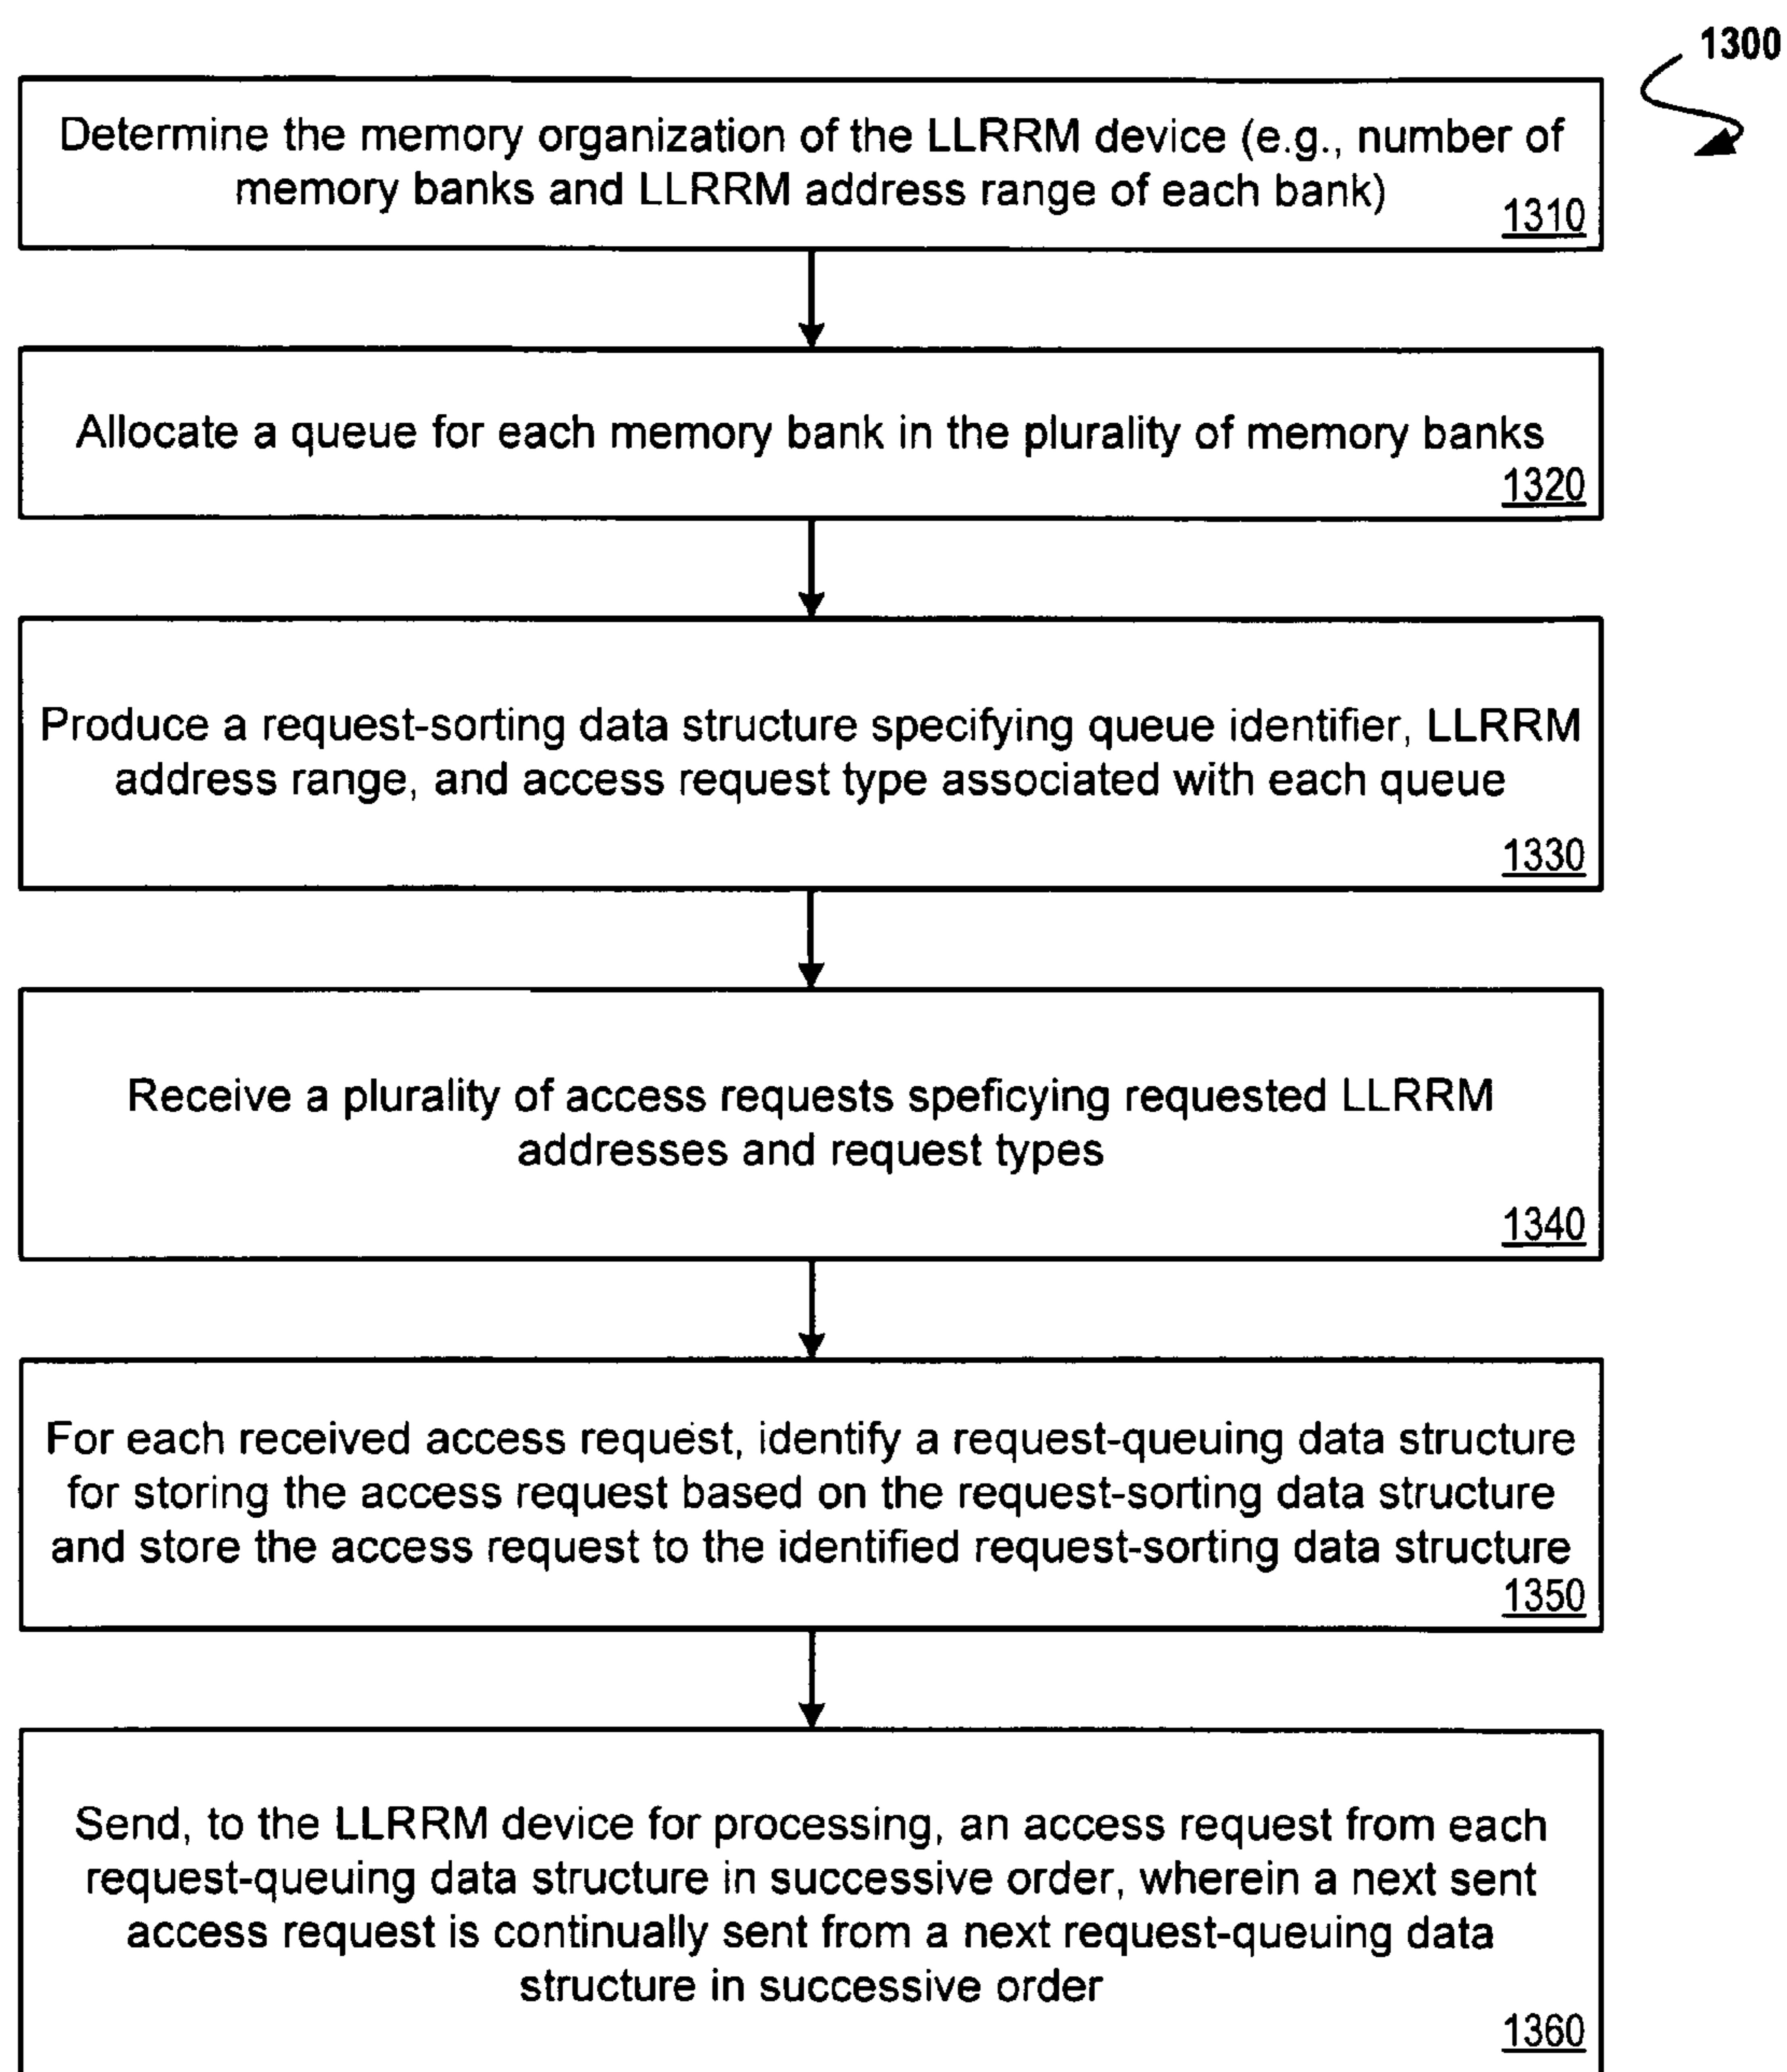 1300
Determine the memory organization of the LLRRM device (e.g., number of
memory banks and LLRRM address range of each bank)
1310
Allocate a queue for each memory bank in the plurality of memory banks
1320
Produce a request-sorting data structure specifying queue identifier, LLRRM
address range, and access request type associated with each queue
1330
Receive a plurality of access requests speficying requested LLRRM
addresses and request types
1340
For each received access request, identify a request-queuing data structure
for storing the access request based on the request-sorting data structure
and store the access request to the identified request-sorting data structure
1350
Send, to the LLRRM device for processing, an access request from each
request-queuing data structure in successive order, wherein a next sent
access request is continually sent from a next request-queuing data
structure in successive order
1360